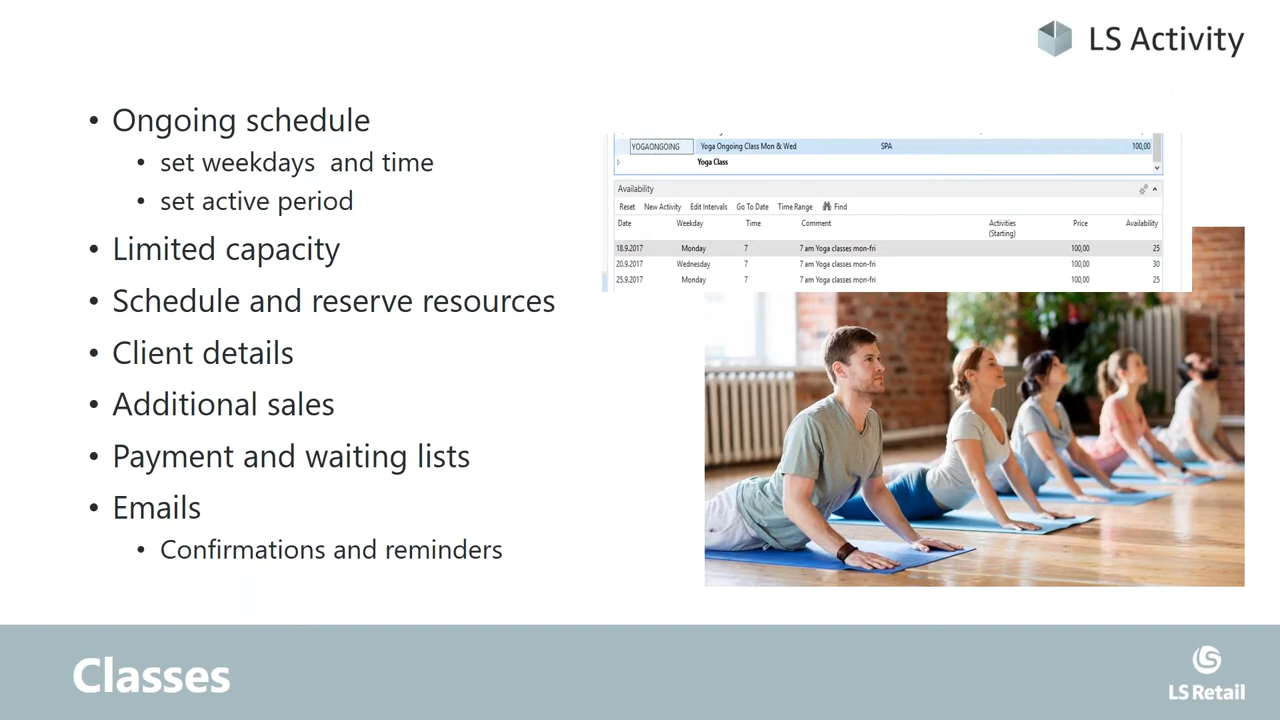 LS Activity
• Ongoing schedule
• set weekdays and time
• set active period
• Limited capacity
• Schedule and reserve resources
• Client details
• Additional sales
• Payment and waiting lists
• Emails
• Confirmations and reminders
YOGAONGOING Yoga Ongoing Class Mon & Wed SPA 100,00
Yoga Class
Availability
Reset New Activity Edit Intervals Go To Date Time Range Find
Date Weekday Time Comment Activities (Starting) Price Availability
18.9.2017 Monday 7 7 am Yoga classes mon-fri 100,00 25
20.9.2017 Wednesday 7 7 am Yoga classes mon-fri 100,00 30
25.9.2017 Monday 7 7 am Yoga classes mon-fri 100,00 25
Classes
LS Retail